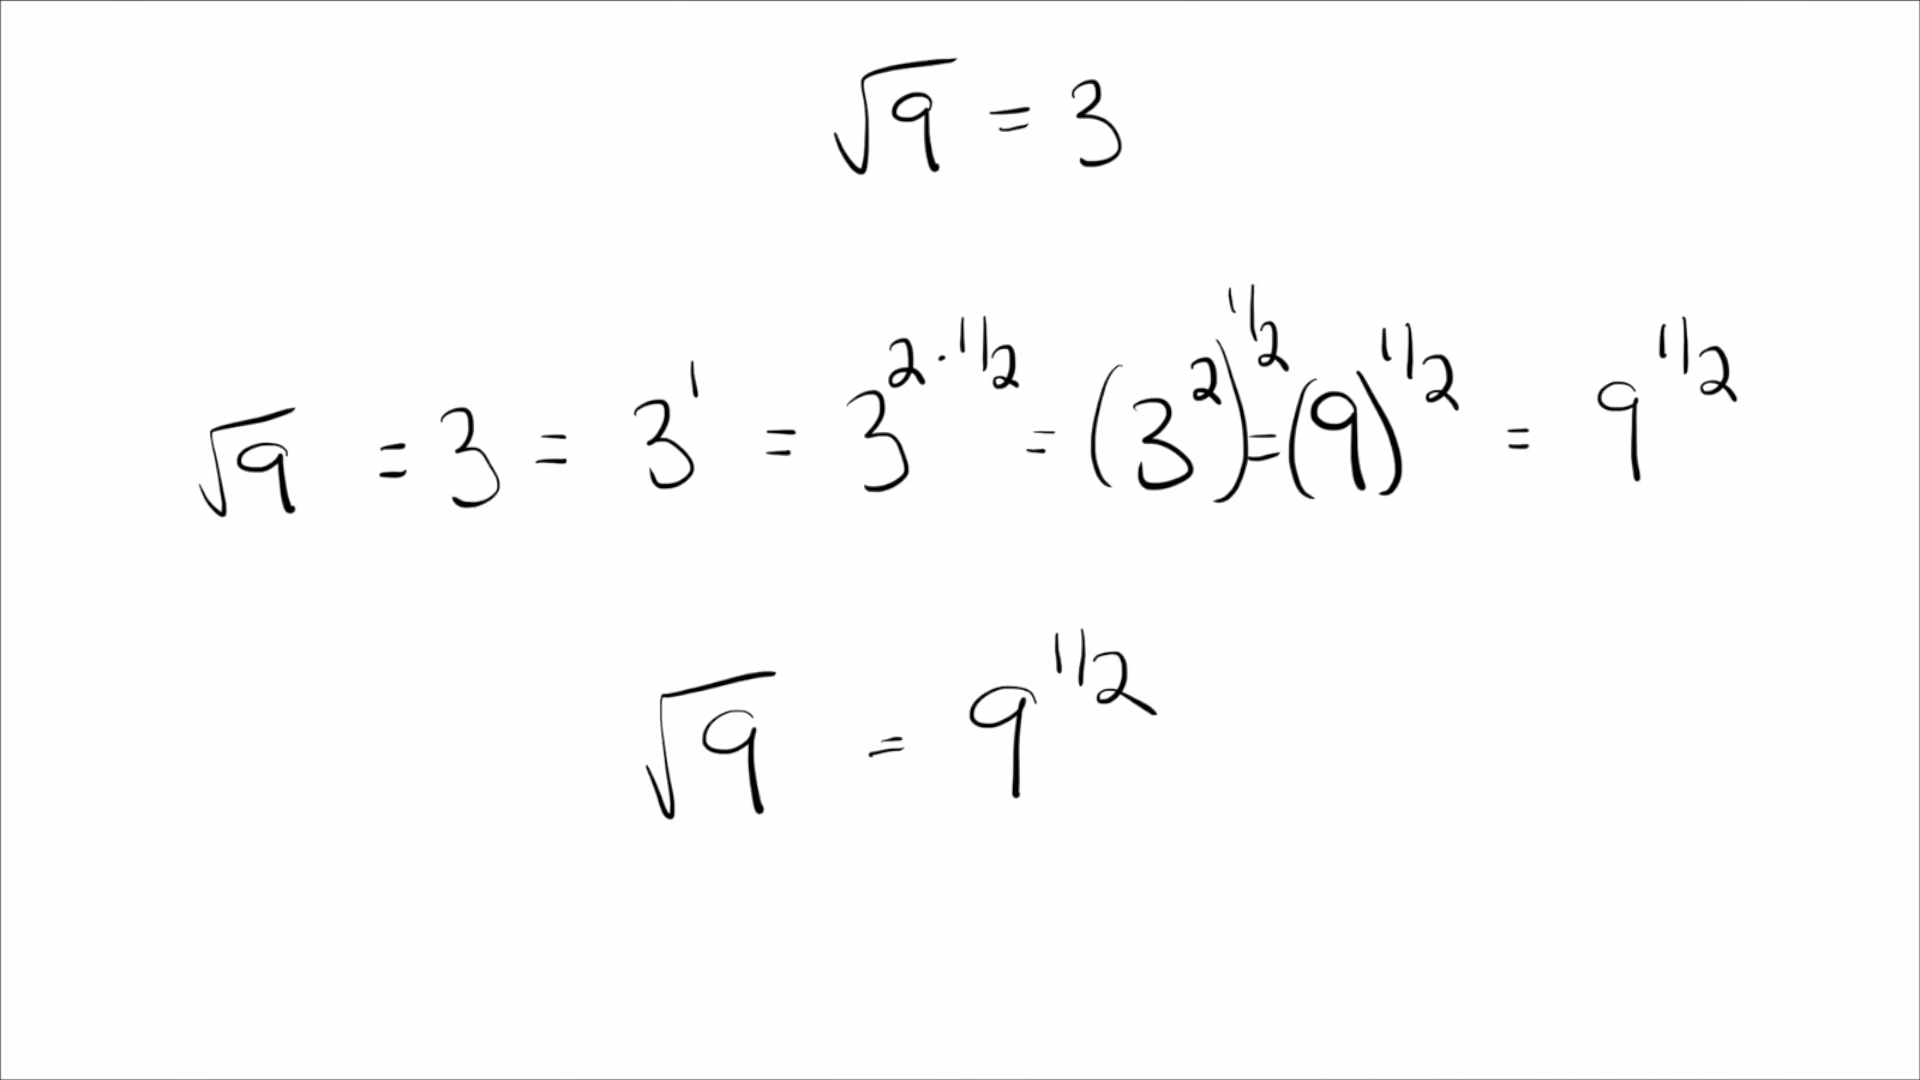 √9 = 3
√9 = 3 = 3^1 = 3^{2·1/2} = (3^2)^{1/2} = (9)^{1/2} = 9^{1/2}
√9 = 9^{1/2}